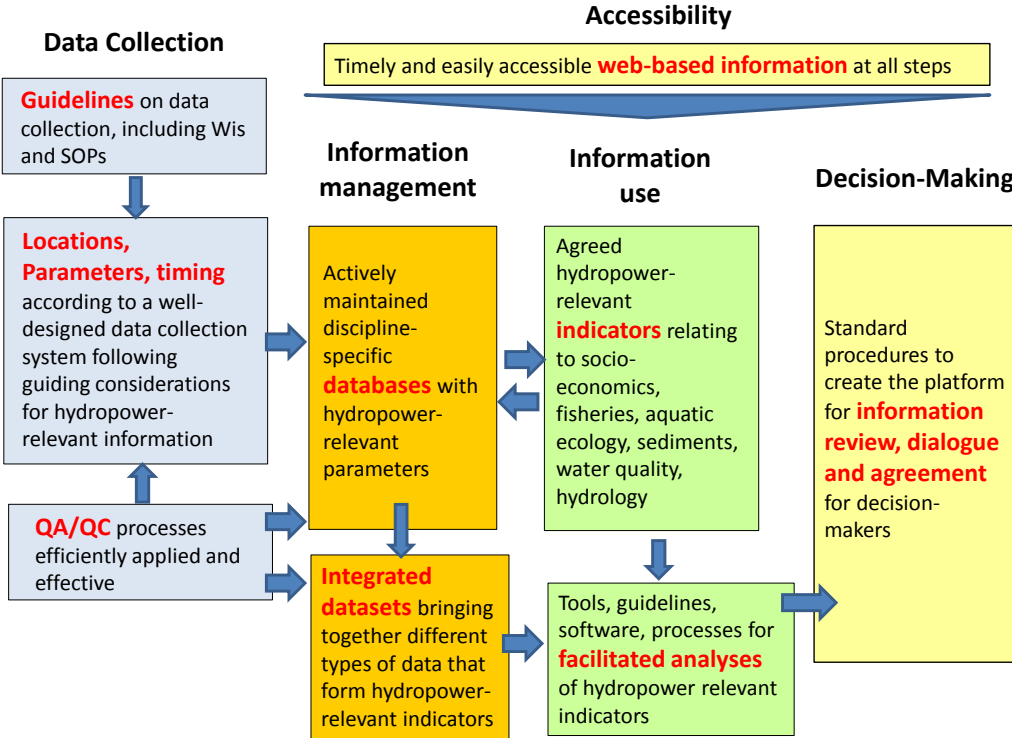 Accessibility
Timely and easily accessible web-based information at all steps
Data Collection
Guidelines on data
collection, including Wis
and SOPs
Locations,
Parameters, timing
according to a well-
designed data collection
system following
guiding considerations
for hydropower-
relevant information
QA/QC processes
efficiently applied and
effective
Information
management
Actively
maintained
discipline-
specific
databases with
hydropower-
relevant
parameters
Integrated
datasets bringing
together different
types of data that
form hydropower-
relevant indicators
Information
use
Agreed
hydropower-
relevant
indicators relating
to socio-
economics,
fisheries, aquatic
ecology, sediments,
water quality,
hydrology
Tools, guidelines,
software, processes for
facilitated analyses
of hydropower relevant
indicators
Decision-Making
Standard
procedures to
create the platform
for information
review, dialogue
and agreement
for decision-
makers